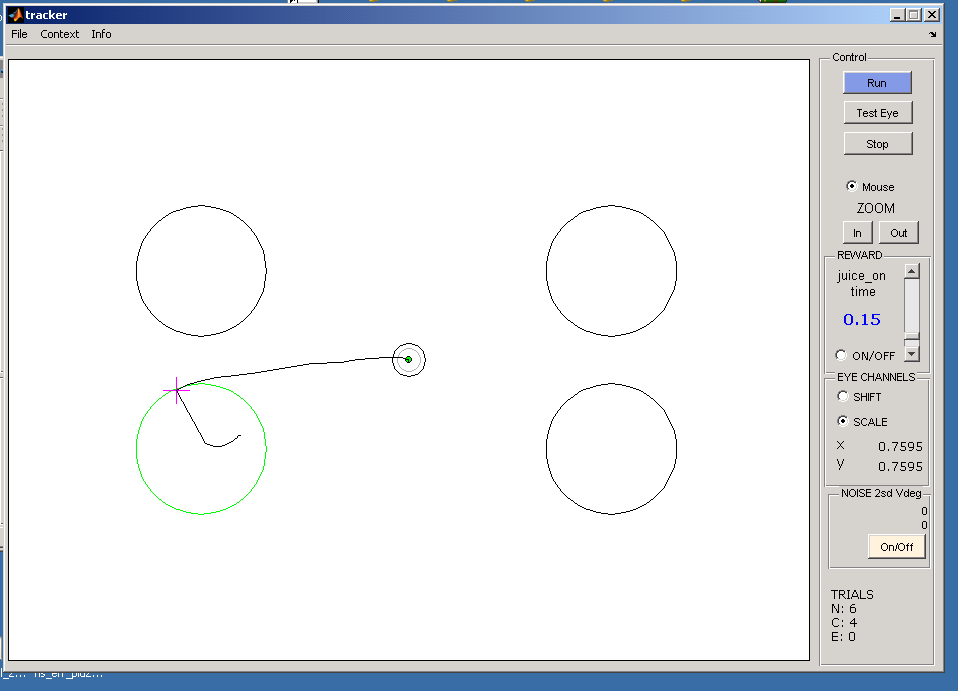 tracker
File Context Info
Control
Run
Test Eye
Stop
Mouse
ZOOM
In Out
REWARD
juice_on
time
0.15
ON/OFF
EYE CHANNELS
SHIFT
SCALE
X 0.7595
y 0.7595
NOISE 2sd Vdeg
0
0
On/Off
TRIALS
N: 6
C: 4
E: 0